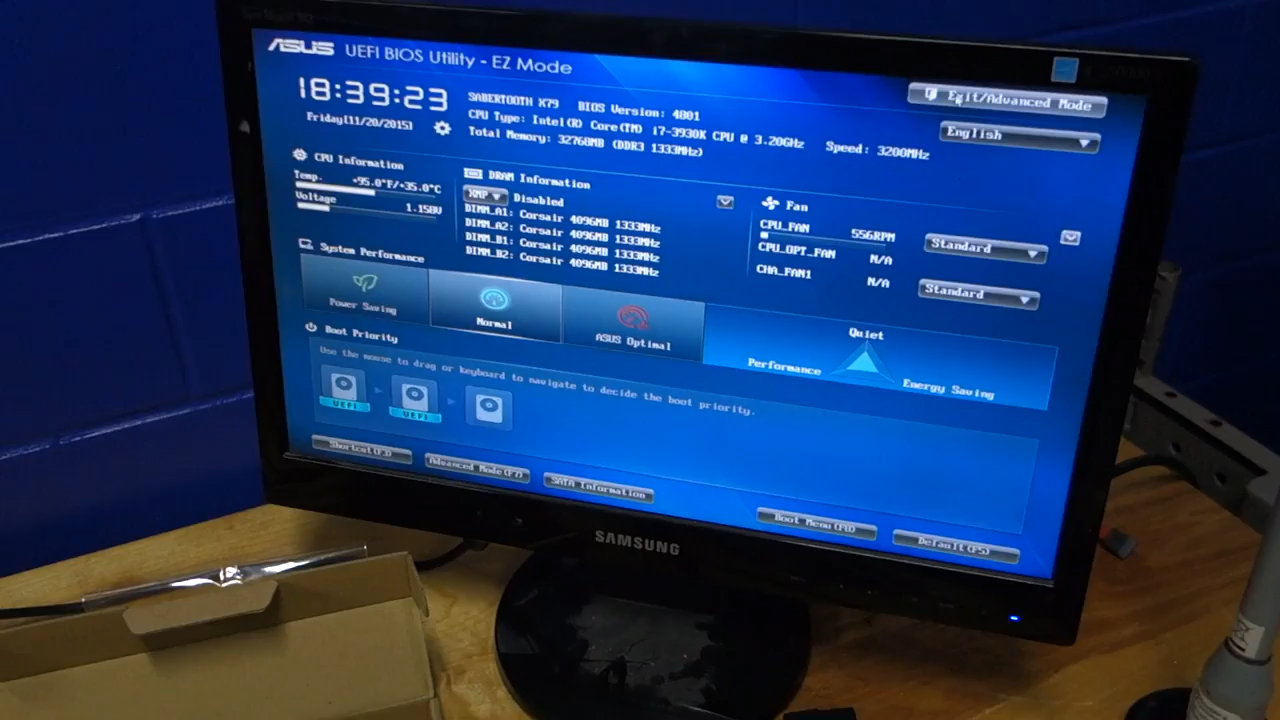 ASUS UEFI BIOS Utility - EZ Mode
Exit/Advanced Mode
18:39:23
Friday[11/20/2015]
SABERTOOTH X79 BIOS Version: 4801
CPU Type: Intel(R) Core(TM) i7-3930K CPU @ 3.20GHz Speed: 3200MHz
Total Memory: 32768MB (DDR3 1333MHz)
English
CPU Information
Temp. +95.0°F/+35.0°C
Voltage 1.158V
DRAM Information
XMP Disabled
DIMM_A1: Corsair 4096MB 1333MHz
DIMM_A2: Corsair 4096MB 1333MHz
DIMM_B1: Corsair 4096MB 1333MHz
DIMM_B2: Corsair 4096MB 1333MHz
Fan
CPU_FAN 556RPM
CPU_OPT_FAN N/A
CHA_FAN1 N/A
Standard
Standard
System Performance
Power Saving
Normal
ASUS Optimal
Quiet
Performance
Energy Saving
Boot Priority
Use the mouse to drag or keyboard to navigate to decide the boot priority.
UEFI
UEFI
Shortcut(F3)
Advanced Mode(F7)
SATA Information
Boot Menu(F8)
Default(F5)
SAMSUNG